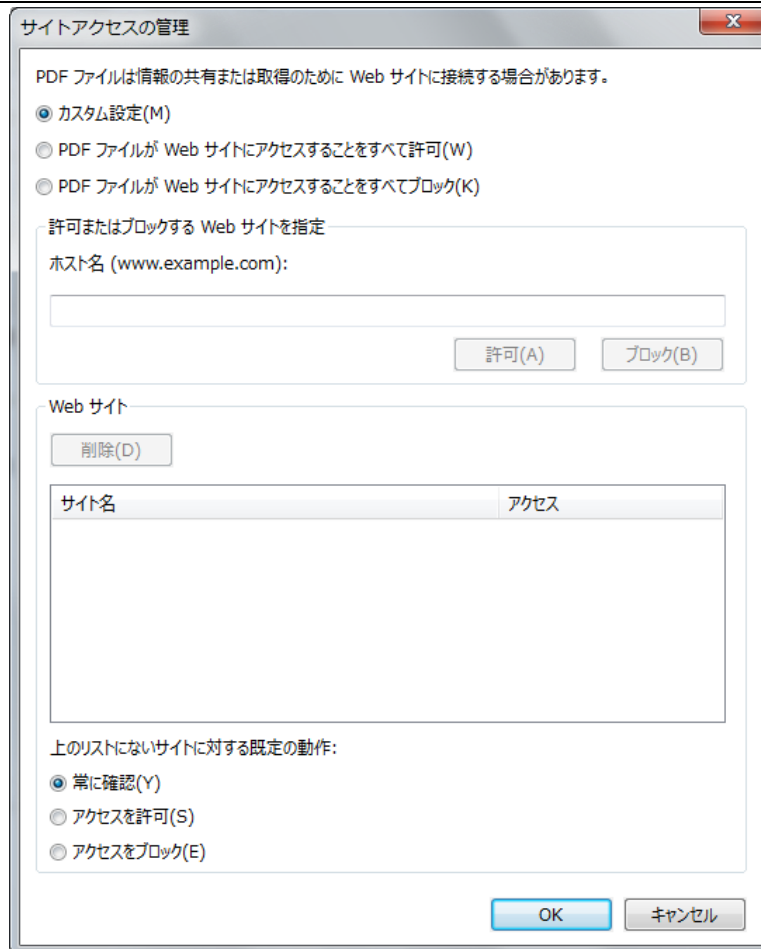 サイトアクセスの管理
PDF ファイルは情報の共有または取得のために Web サイトに接続する場合があります。
カスタム設定(M)
PDF ファイルが Web サイトにアクセスすることをすべて許可(W)
PDF ファイルが Web サイトにアクセスすることをすべてブロック(K)
許可またはブロックする Web サイトを指定
ホスト名 (www.example.com):
許可(A) ブロック(B)
Web サイト
削除(D)
サイト名 アクセス
上のリストにないサイトに対する既定の動作:
常に確認(Y)
アクセスを許可(S)
アクセスをブロック(E)
OK キャンセル